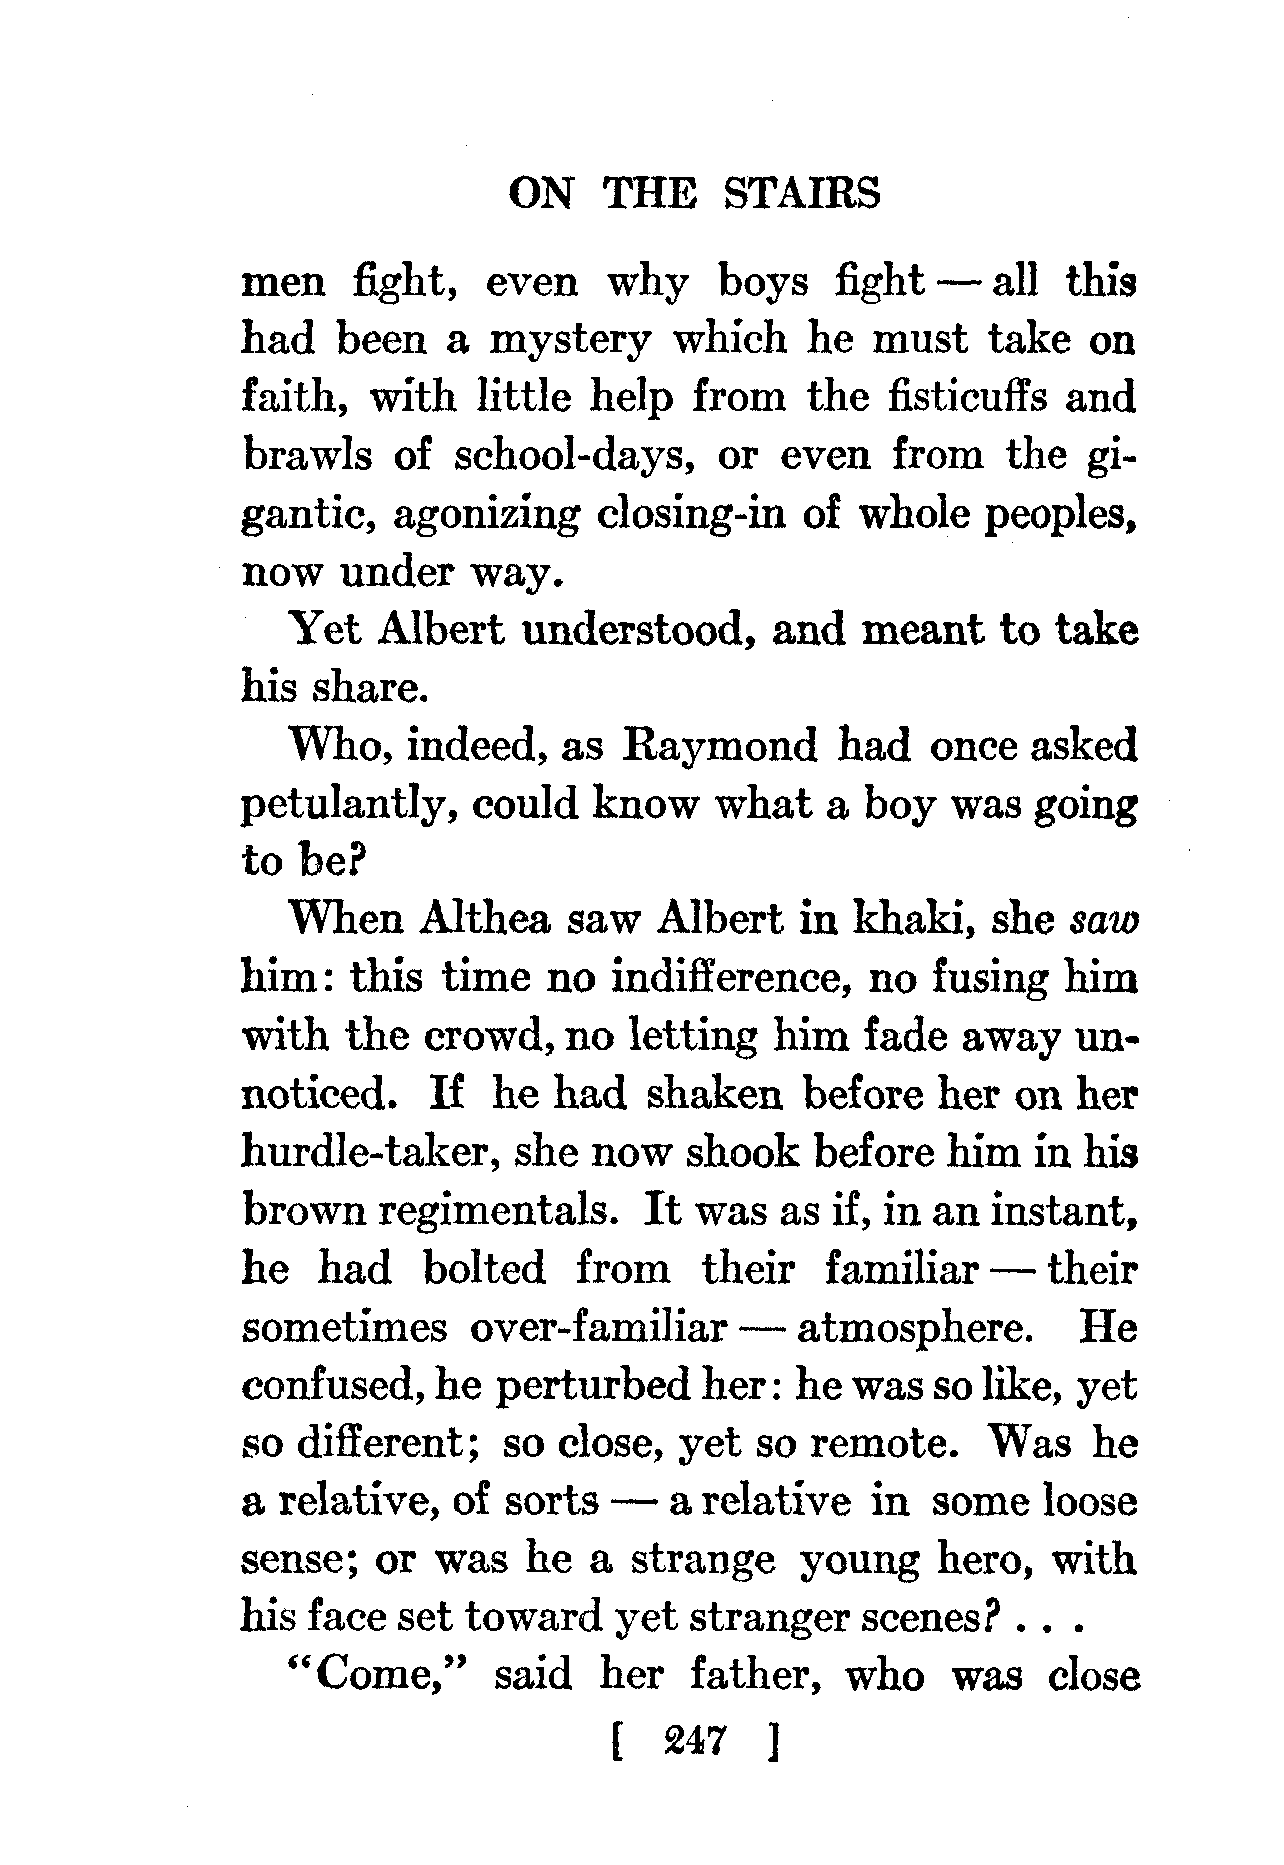 ON THE STAIRS
men fight, even why boys fight — all this
had been a mystery which he must take on
faith, with little help from the fisticuffs and
brawls of school-days, or even from the gi-
gantic, agonizing closing-in of whole peoples,
now under way.
Yet Albert understood, and meant to take
his share.
Who, indeed, as Raymond had once asked
petulantly, could know what a boy was going
to be?
When Althea saw Albert in khaki, she saw
him: this time no indifference, no fusing him
with the crowd, no letting him fade away un-
noticed. If he had shaken before her on her
hurdle-taker, she now shook before him in his
brown regimentals. It was as if, in an instant,
he had bolted from their familiar — their
sometimes over-familiar — atmosphere. He
confused, he perturbed her: he was so like, yet
so different; so close, yet so remote. Was he
a relative, of sorts — a relative in some loose
sense; or was he a strange young hero, with
his face set toward yet stranger scenes? . . .
“Come,” said her father, who was close
[ 247 ]